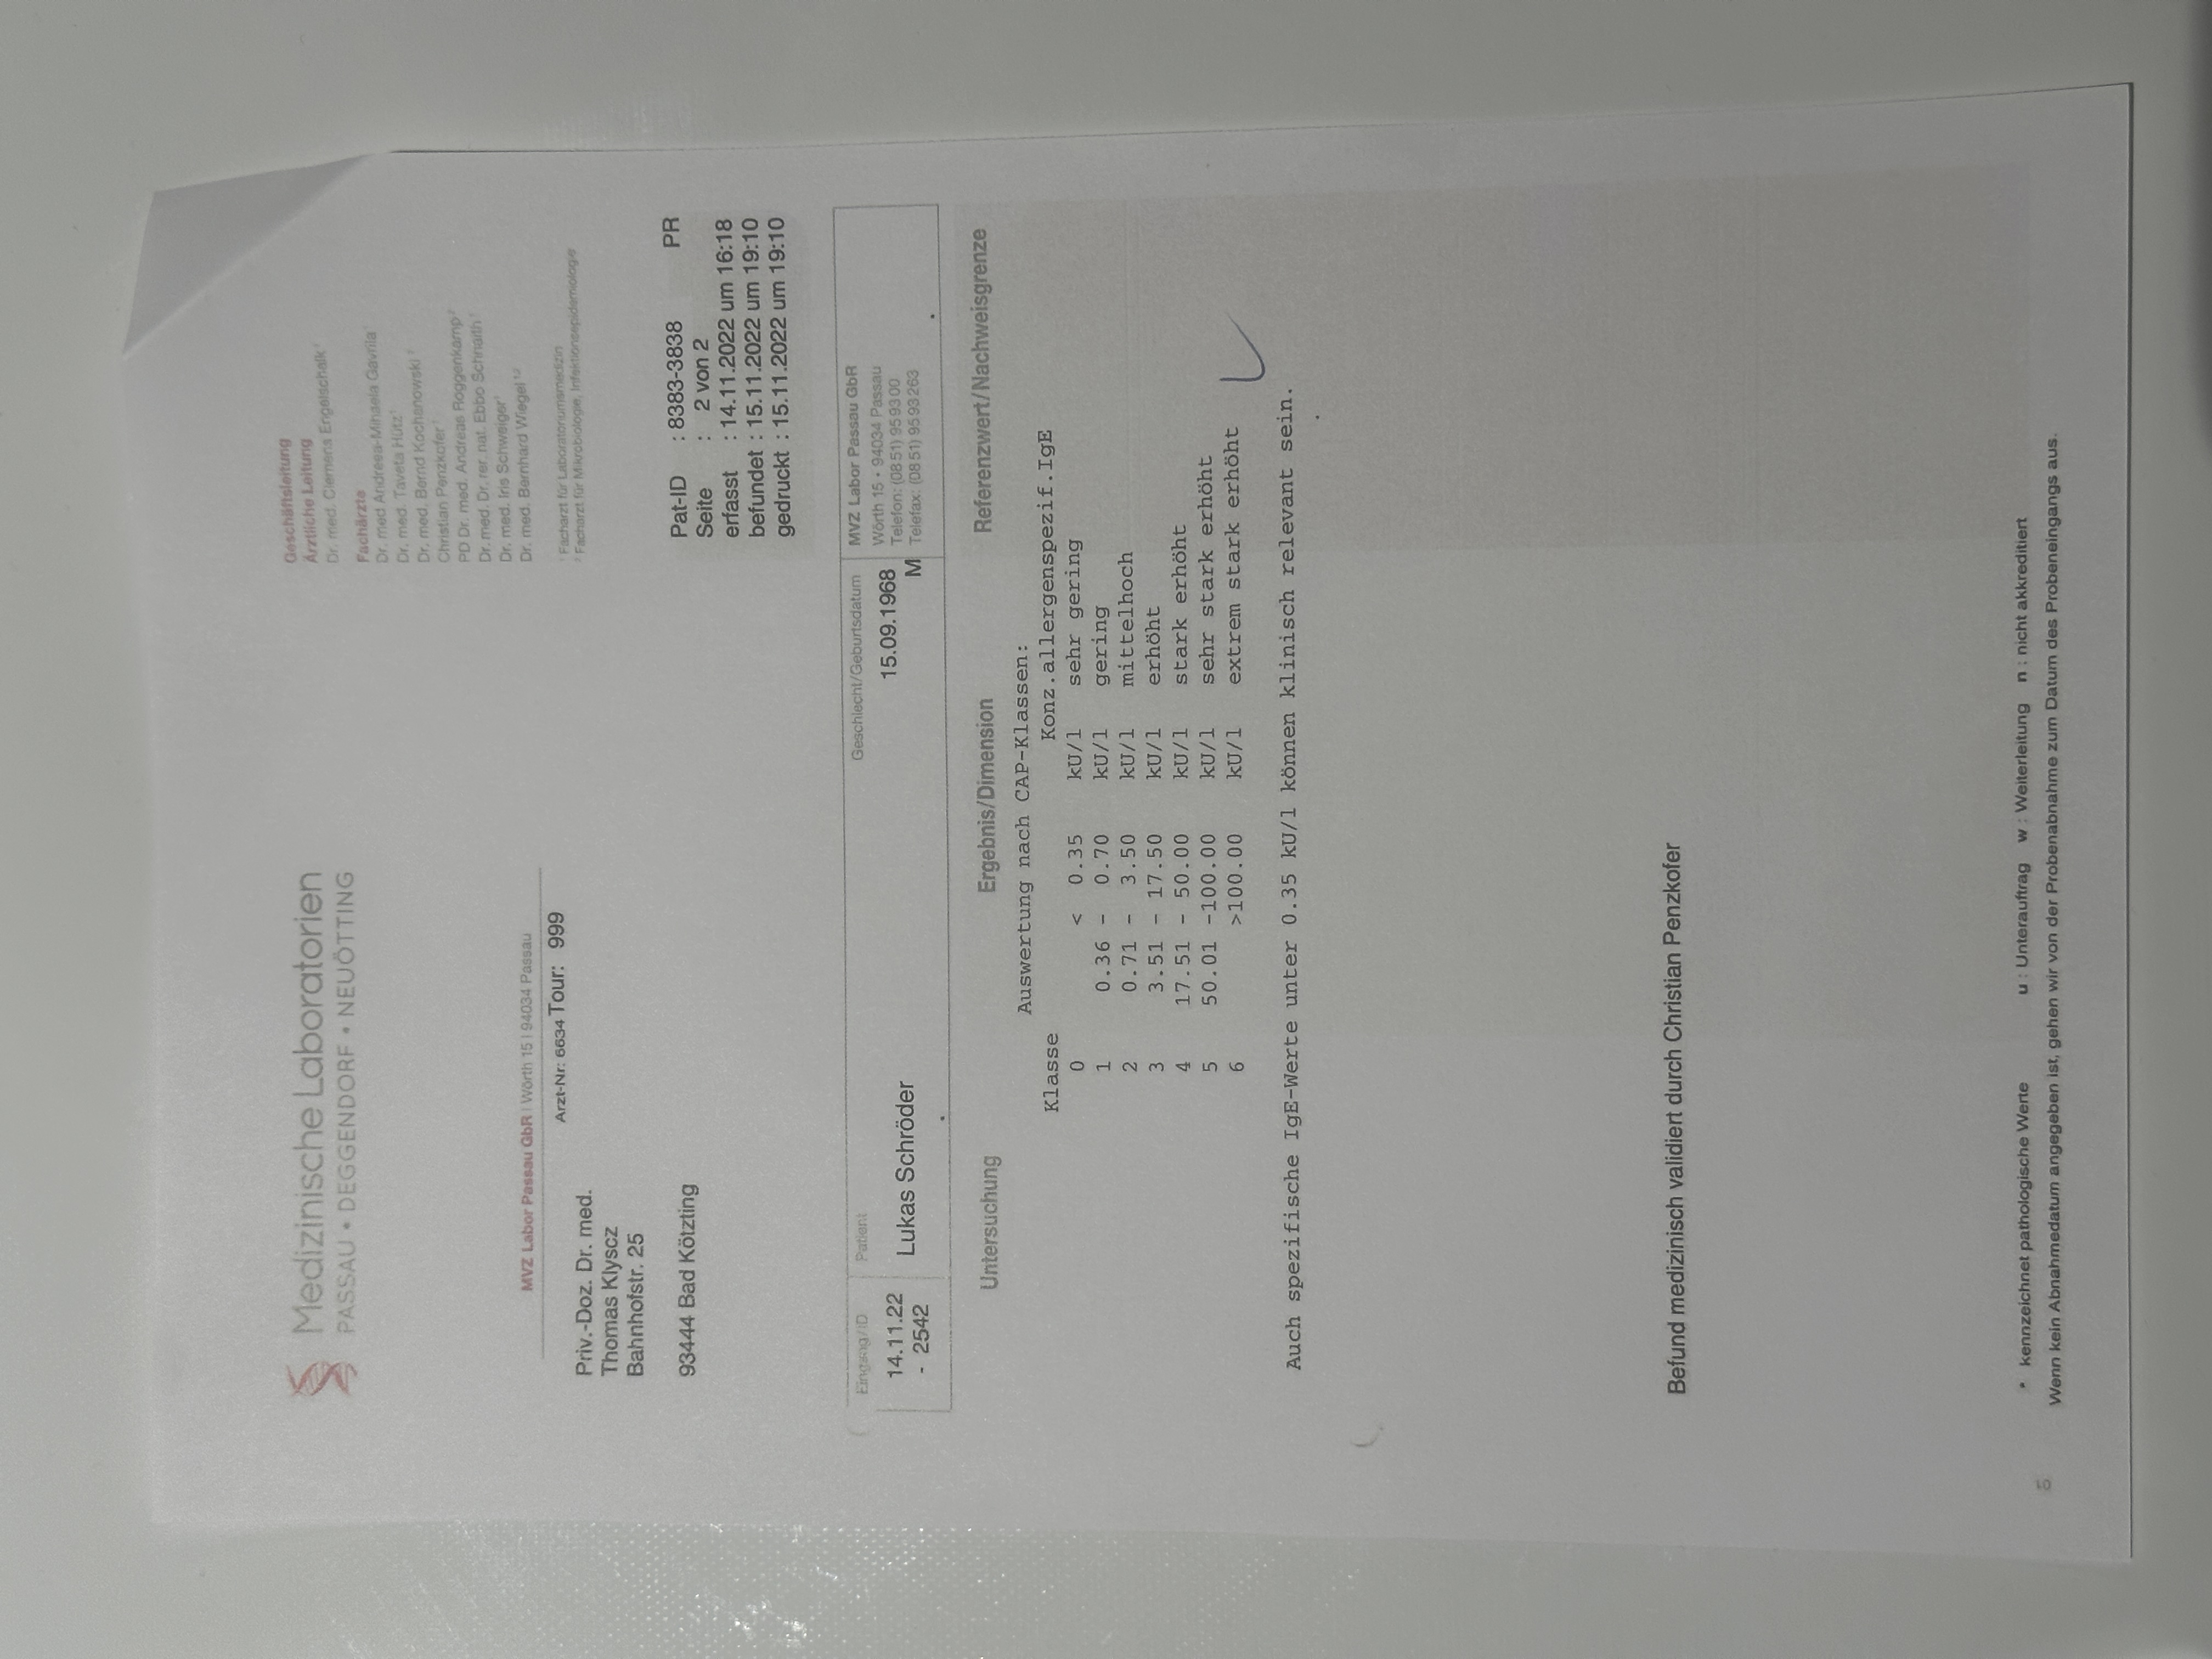 Medizinische Laboratorien
PASSAU • DEGGENDORF • NEUÖTTING
Geschäftsleitung
Ärztliche Leitung
Dr. med. Clemens Engelschalk ¹
Fachärzte
Dr. med Andreea-Mihaela Gavrila ¹
Dr. med. Taveta Hütz ¹
Dr. med. Bernd Kochanowski ²
Christian Penzkofer ¹
PD Dr. med. Andreas Roggenkamp ²
Dr. med. Dr. rer. nat. Ebbo Schnaith ¹
Dr. med. Iris Schweiger ¹
Dr. med. Bernhard Wiegel ¹²
¹ Facharzt für Laboratoriumsmedizin
² Facharzt für Mikrobiologie, Infektionsepidemiologie
MVZ Labor Passau GbR | Wörth 15 | 94034 Passau
Arzt-Nr: 6634 Tour: 999
Priv.-Doz. Dr. med.
Thomas Klyscz
Bahnhofstr. 25
93444 Bad Kötzting
Pat-ID : 8383-3838 PR
Seite : 2 von 2
erfasst : 14.11.2022 um 16:18
befundet : 15.11.2022 um 19:10
gedruckt : 15.11.2022 um 19:10
Eingang/ID Patient Geschlecht/Geburtsdatum
14.11.22
- 2542
Lukas Schröder
15.09.1968
M
MVZ Labor Passau GbR
Wörth 15 • 94034 Passau
Telefon: (08 51) 95 93 00
Telefax: (08 51) 95 93 263
Untersuchung Ergebnis/Dimension Referenzwert/Nachweisgrenze
Auswertung nach CAP-Klassen:
Klasse Konz.allergenspezif.IgE
0 < 0.35 kU/l sehr gering
1 0.36 - 0.70 kU/l gering
2 0.71 - 3.50 kU/l mittelhoch
3 3.51 - 17.50 kU/l erhöht
4 17.51 - 50.00 kU/l stark erhöht
5 50.01 -100.00 kU/l sehr stark erhöht
6 >100.00 kU/l extrem stark erhöht
Auch spezifische IgE-Werte unter 0.35 kU/l können klinisch relevant sein.
Befund medizinisch validiert durch Christian Penzkofer
* kennzeichnet pathologische Werte u : Unterauftrag w : Weiterleitung n : nicht akkreditiert
Wenn kein Abnahmedatum angegeben ist, gehen wir von der Probenabnahme zum Datum des Probeneingangs aus.